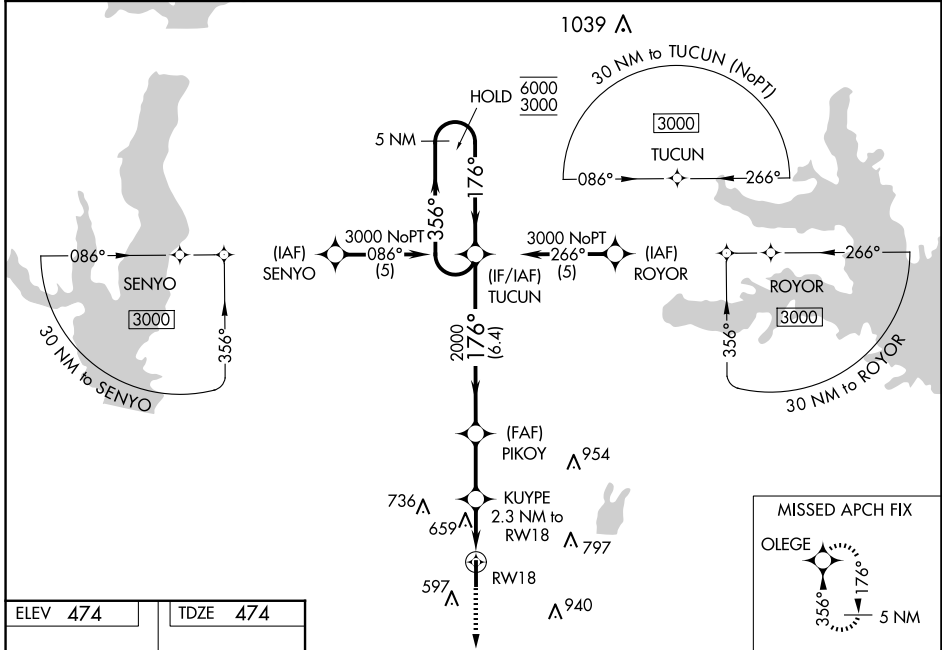 1039
30 NM to TUCUN (NoPT)
3000
TUCUN
086°
266°
HOLD
6000
3000
5 NM
176°
356°
086°
SENYO
3000
356°
30 NM to SENYO
(IAF)
SENYO
3000 NoPT
086°
(5)
(IF/IAF)
TUCUN
3000 NoPT
266°
(5)
(IAF)
ROYOR
266°
ROYOR
3000
356°
30 NM to ROYOR
2000
176°
(6.4)
(FAF)
PIKOY
954
736
659
KUYPE
2.3 NM to
RW18
797
RW18
597
940
MISSED APCH FIX
OLEGE
356°
176°
5 NM
ELEV 474
TDZE 474